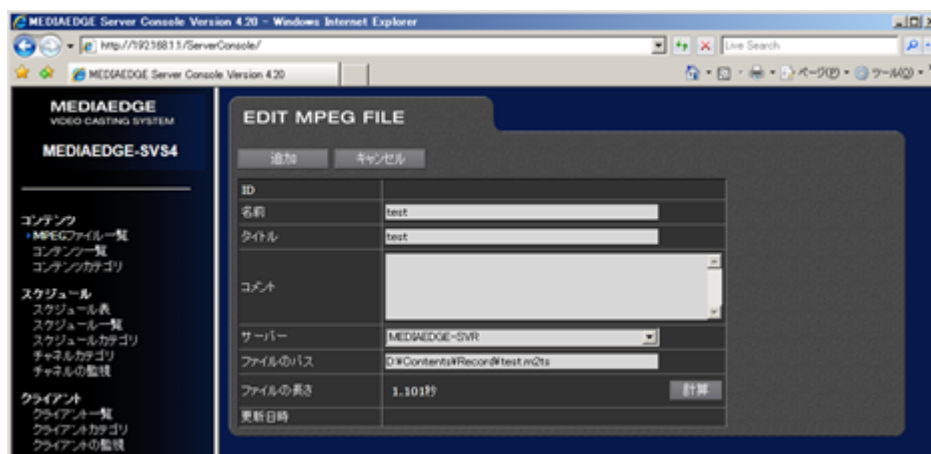 MEDIAEDGE Server Console Version 4.20 - Windows Internet Explorer
http://192.168.1.1/ServerConsole/
Live Search
MEDIAEDGE Server Console Version 4.20
ページ(P)
ツール(O)
MEDIAEDGE
VIDEO CASTING SYSTEM
MEDIAEDGE-SVS4
コンテンツ
MPEGファイル一覧
コンテンツ一覧
コンテンツカテゴリ
スケジュール
スケジュール表
スケジュール一覧
スケジュールカテゴリ
チャネルカテゴリ
チャネルの監視
クライアント
クライアント一覧
クライアントカテゴリ
クライアントの監視
EDIT MPEG FILE
追加
キャンセル
ID
名前
test
タイトル
test
コメント
サーバー
MEDIAEDGE-SVR
ファイルのパス
D:¥Contents¥Record¥test.m2ts
ファイルの長さ
1.101秒
計算
更新日時